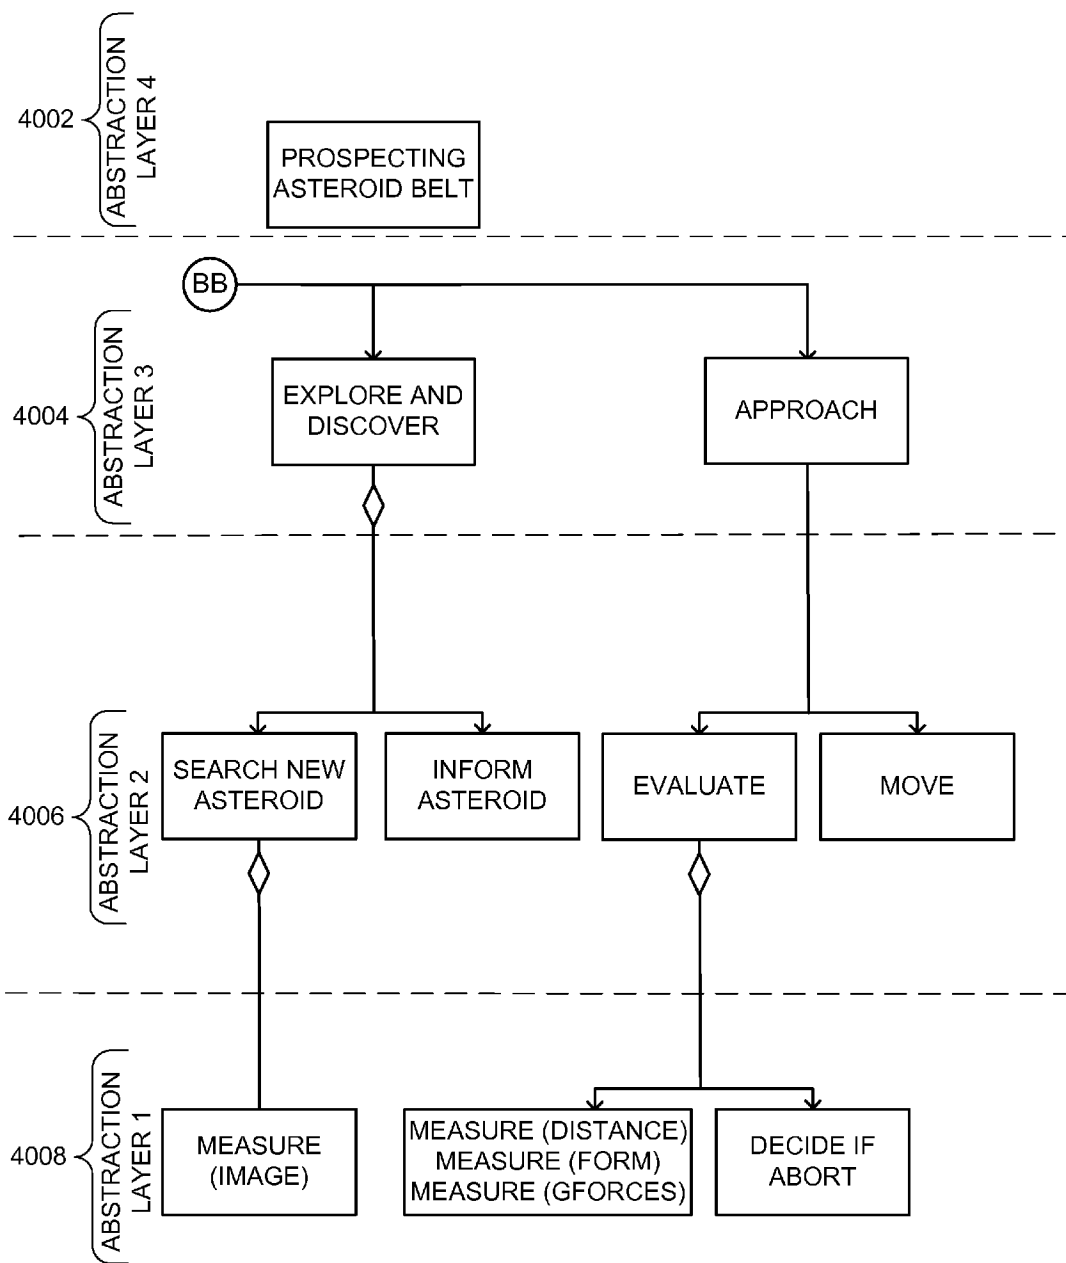 4002
ABSTRACTION
LAYER 4
PROSPECTING
ASTEROID BELT
BB
4004
ABSTRACTION
LAYER 3
EXPLORE AND
DISCOVER
APPROACH
4006
ABSTRACTION
LAYER 2
SEARCH NEW
ASTEROID
INFORM
ASTEROID
EVALUATE
MOVE
4008
ABSTRACTION
LAYER 1
MEASURE
(IMAGE)
MEASURE (DISTANCE)
MEASURE (FORM)
MEASURE (GFORCES)
DECIDE IF
ABORT